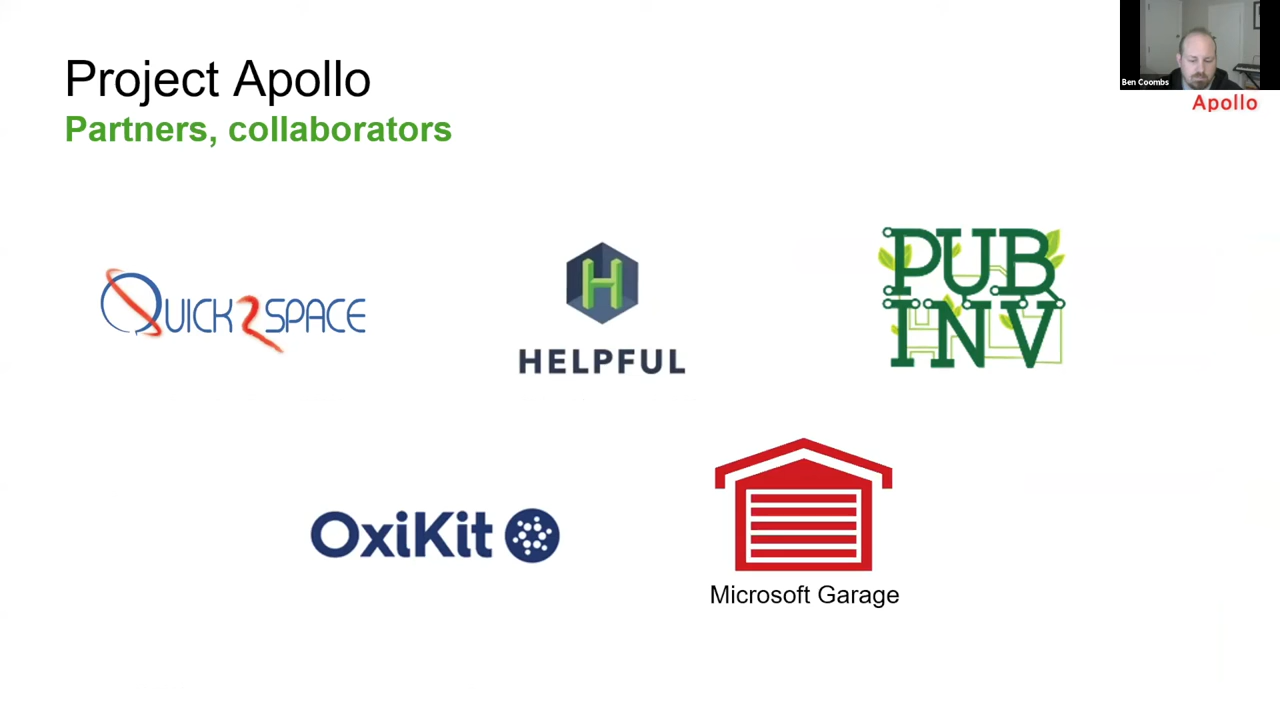 Project Apollo
Partners, collaborators
Ben Coombs
Apollo
QUICK2SPACE
H
HELPFUL
PUB
INV
OxiKit
Microsoft Garage